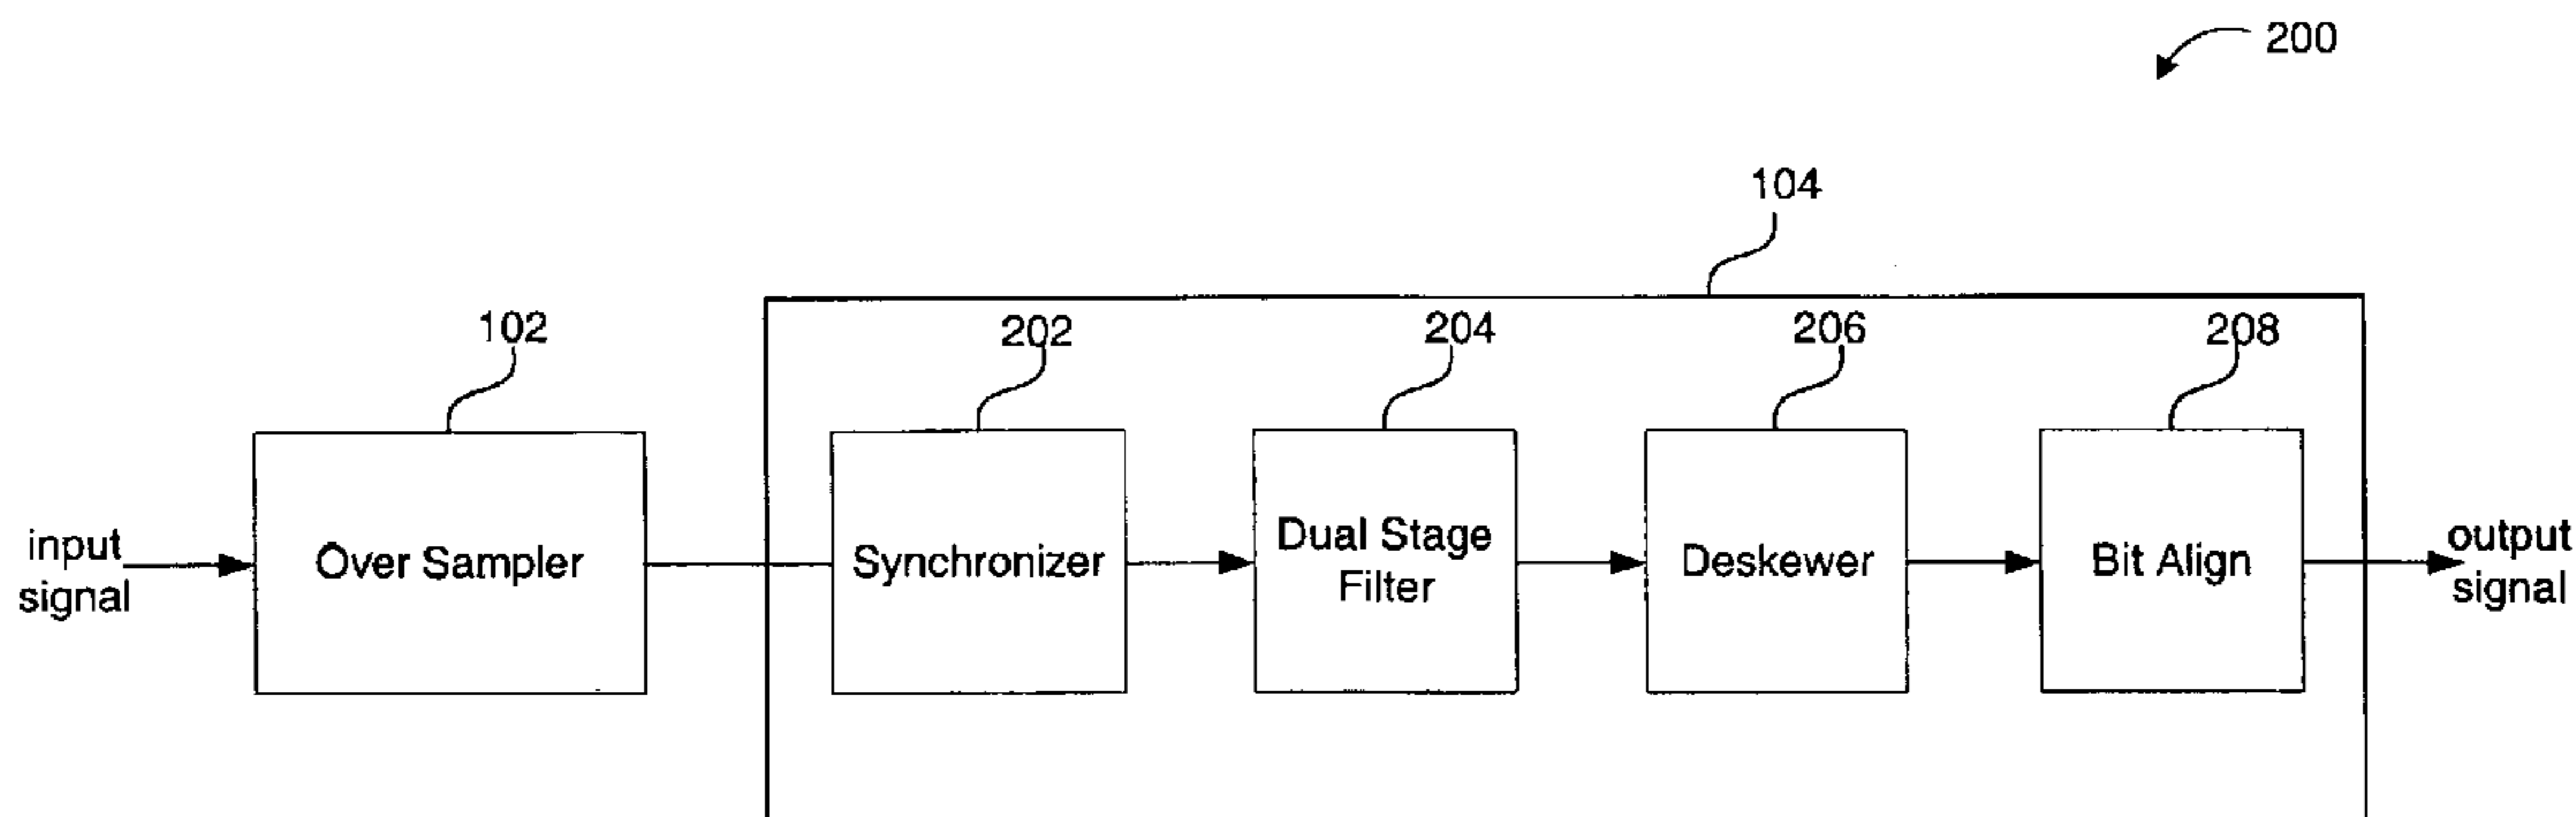 200
104
102
202
204
206
208
input
signal
Over Sampler
Synchronizer
Dual Stage
Filter
Deskewer
Bit Align
output
signal